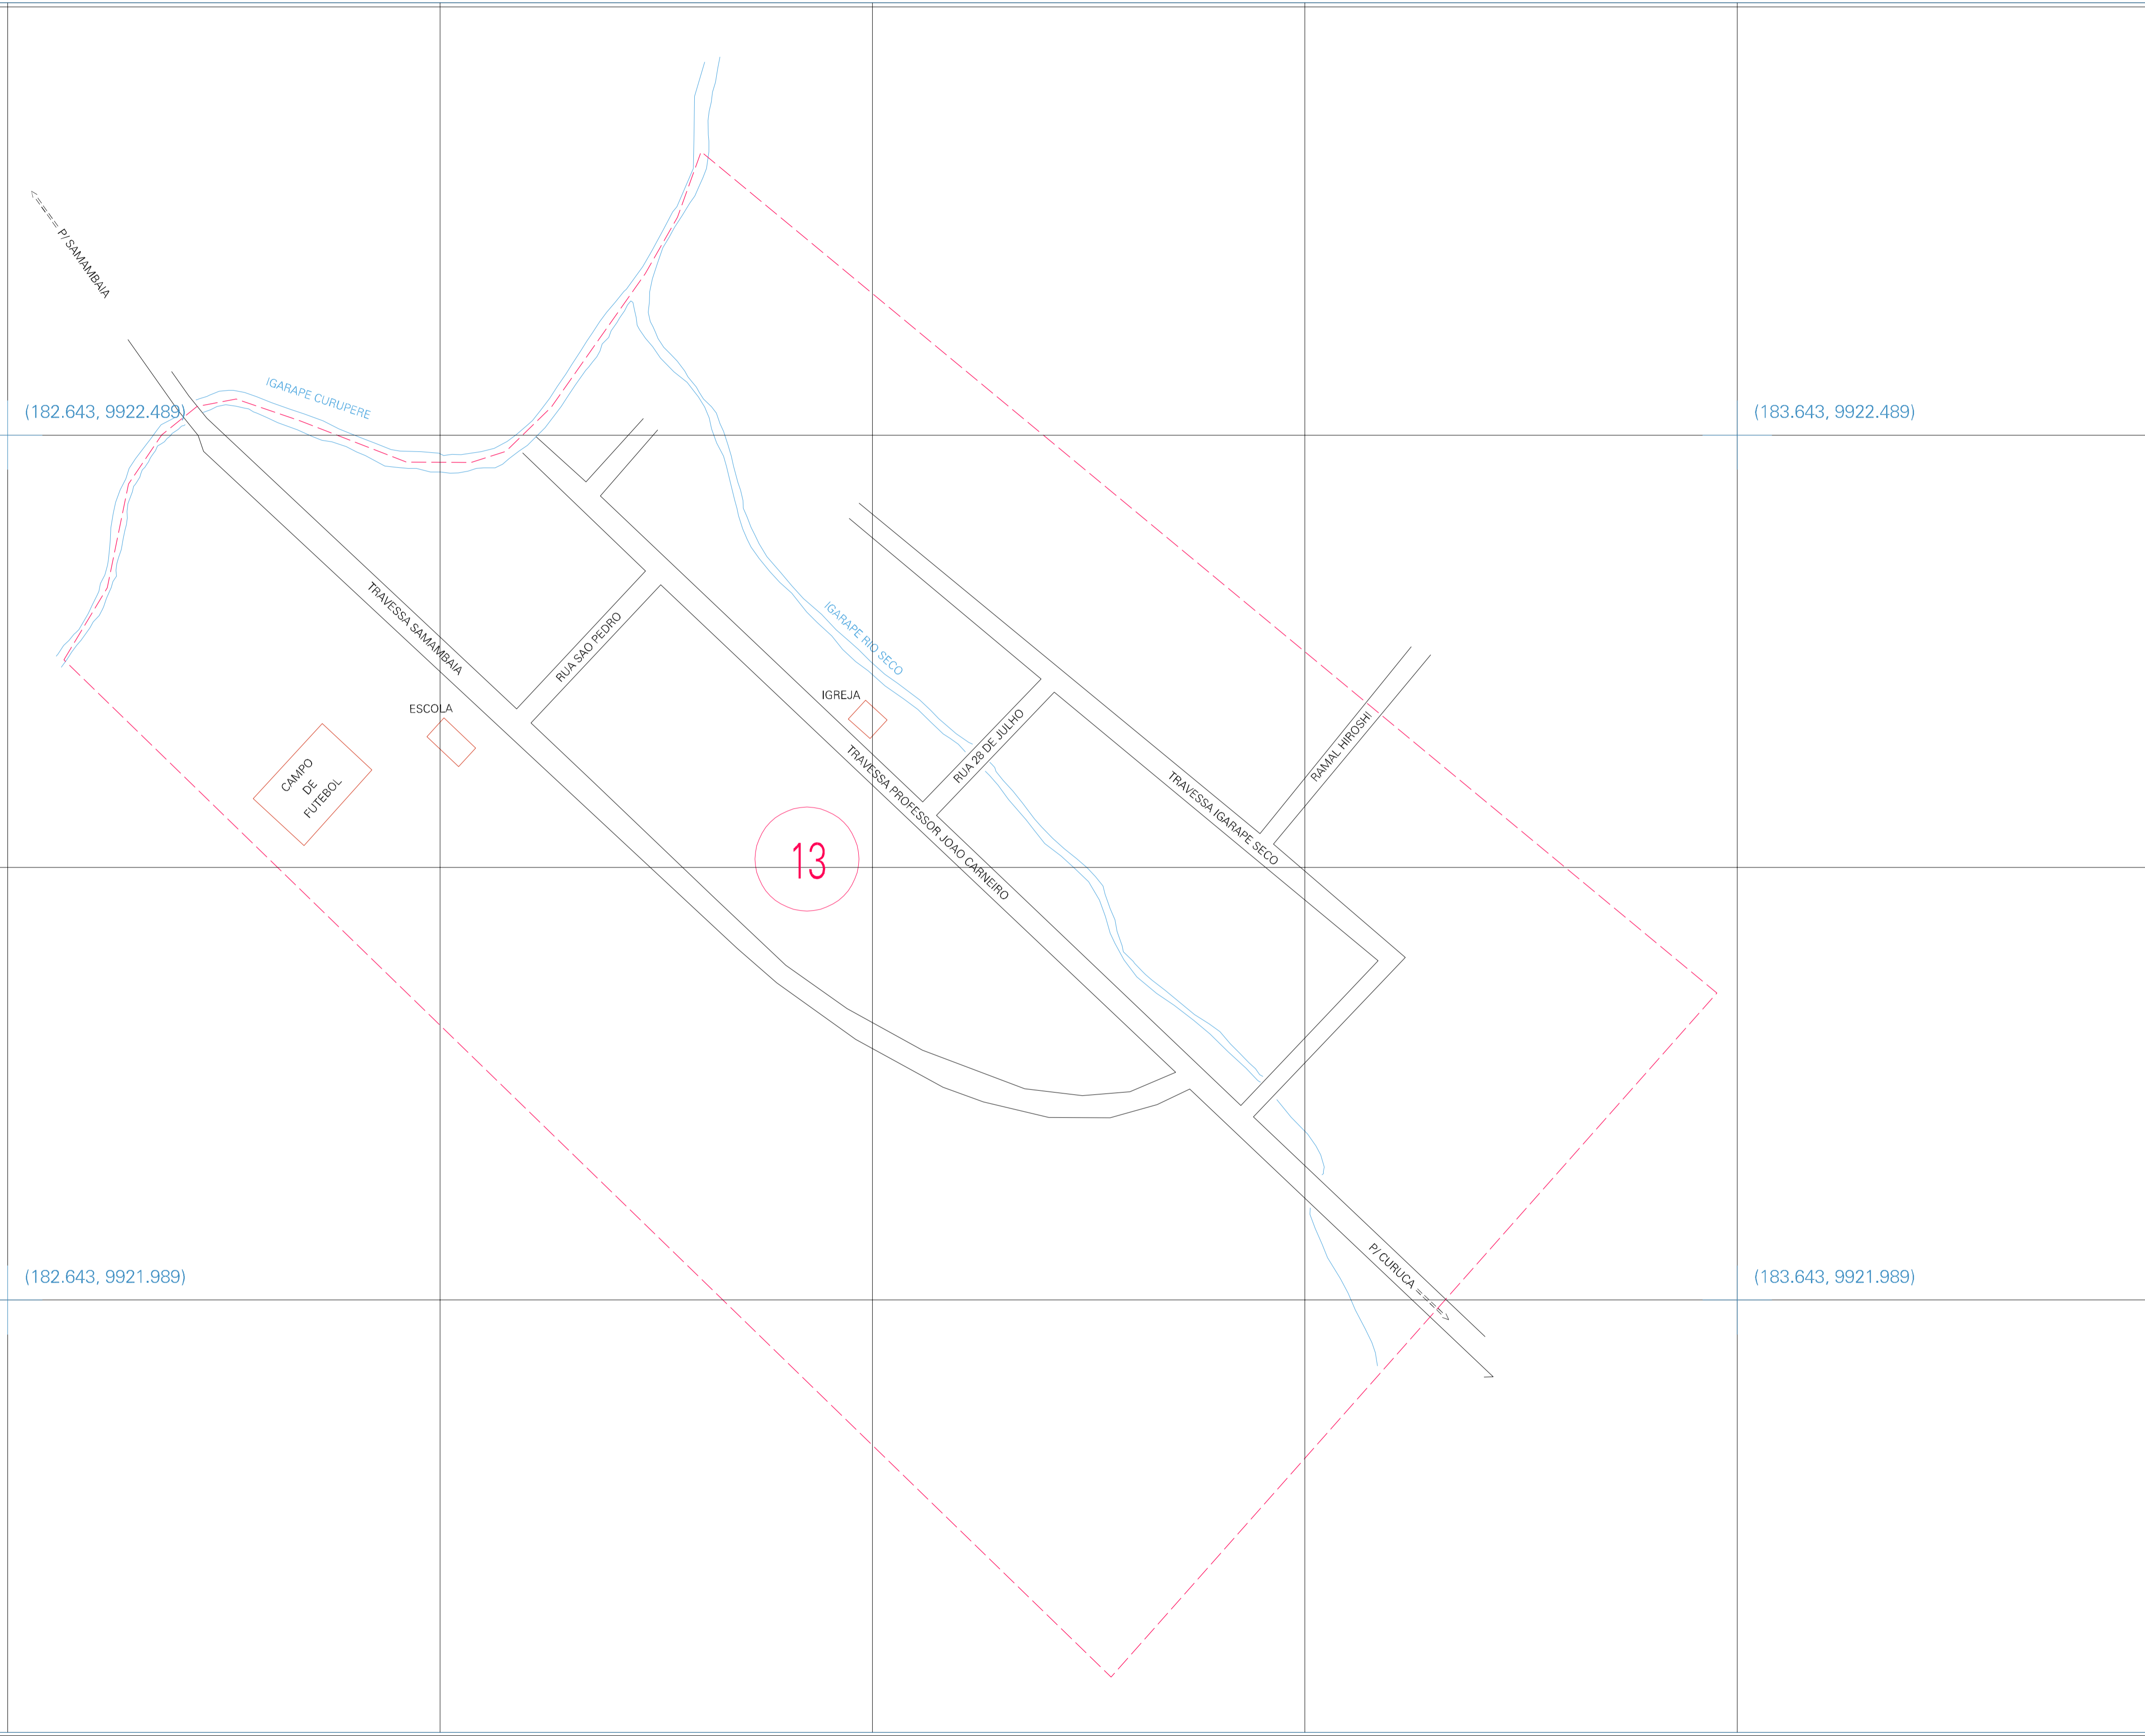 P/ SAMAMBAIA
IGARAPE CURUPERE
(182.643, 9922.489)
(183.643, 9922.489)
TRAVESSA SAMAMBAIA
RUA SAO PEDRO
IGARAPE RIO SECO
IGREJA
ESCOLA
RUA 28 DE JULHO
RAMAL HIROSHI
CAMPO
DE
FUTEBOL
TRAVESSA PROFESSOR JOAO CARNEIRO
TRAVESSA IGARAPE SECO
13
P/ CURUCA
(182.643, 9921.989)
(183.643, 9921.989)